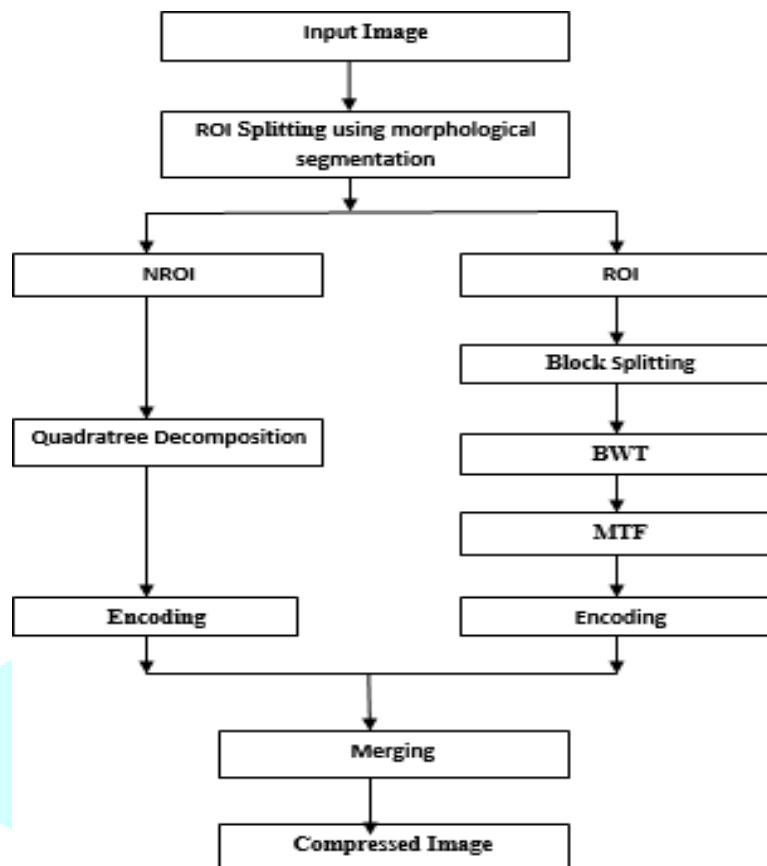 Input Image
ROI Splitting using morphological
segmentation
NROI
ROI
Block Splitting
Quadratree Decomposition
BWT
MTF
Encoding
Encoding
Merging
Compressed Image